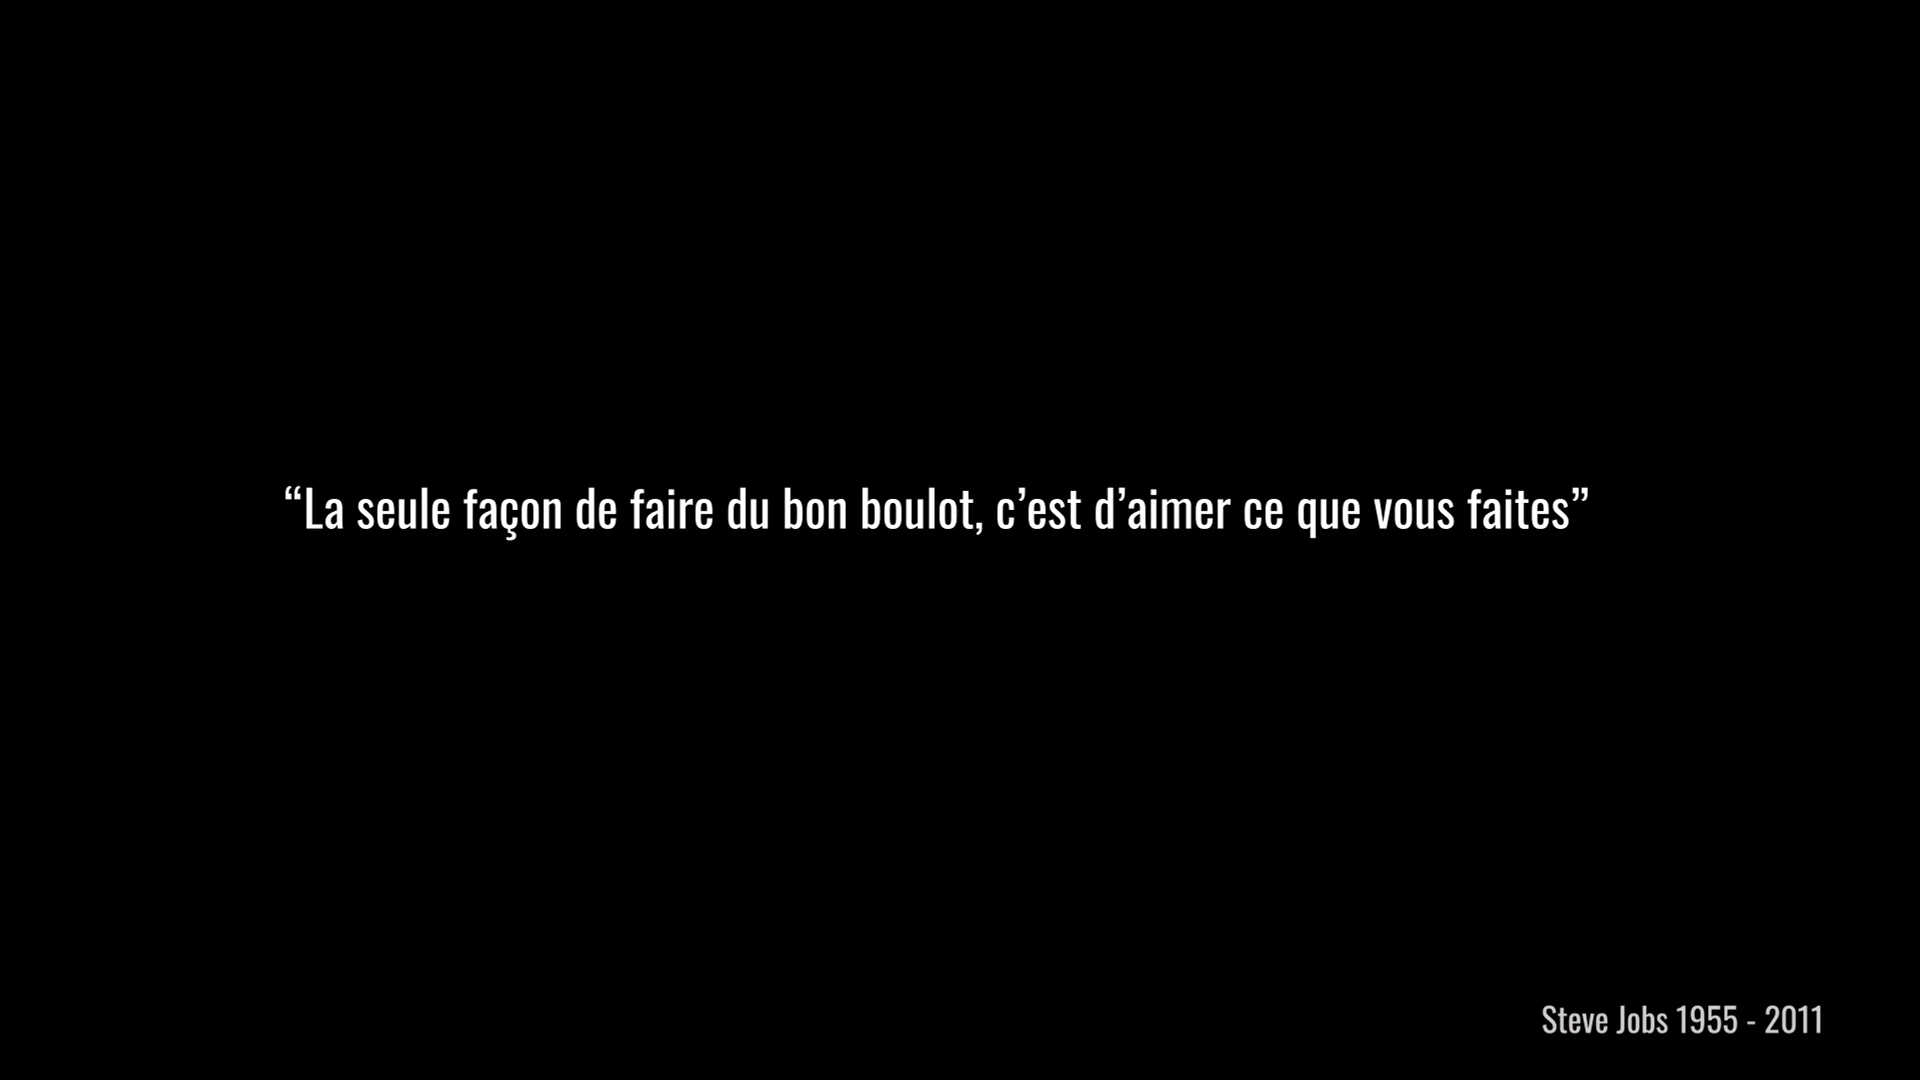 “La seule façon de faire du bon boulot, c’est d’aimer ce que vous faites”
Steve Jobs 1955 - 2011